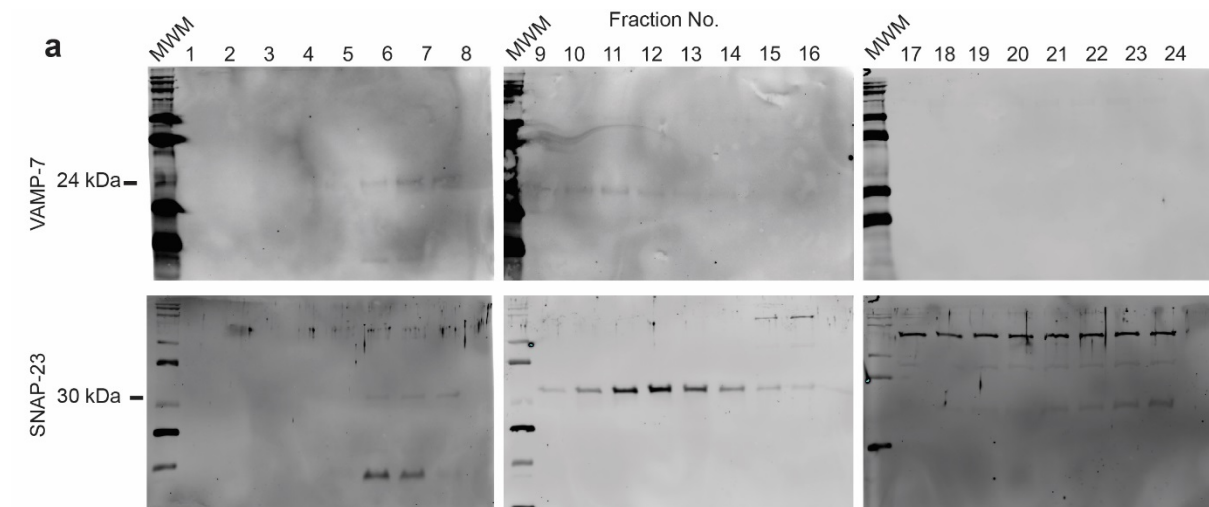 Fraction No.
a
MWM 1 2 3 4 5 6 7 8 MWM 9 10 11 12 13 14 15 16 MWM 17 18 19 20 21 22 23 24
VAMP-7
24 kDa
SNAP-23
30 kDa